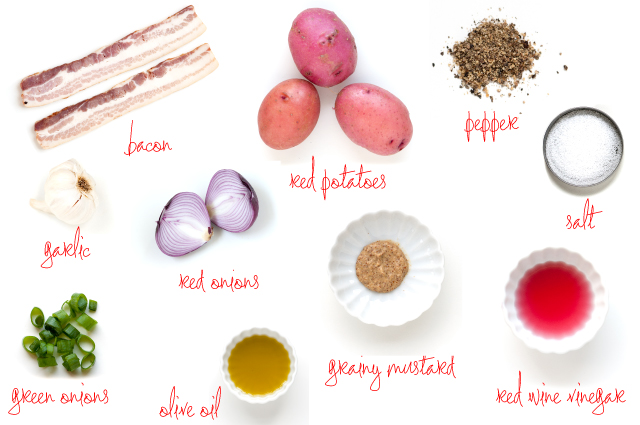 bacon
red potatoes
pepper
salt
garlic
red onions
grainy mustard
red wine vinegar
green onions
olive oil